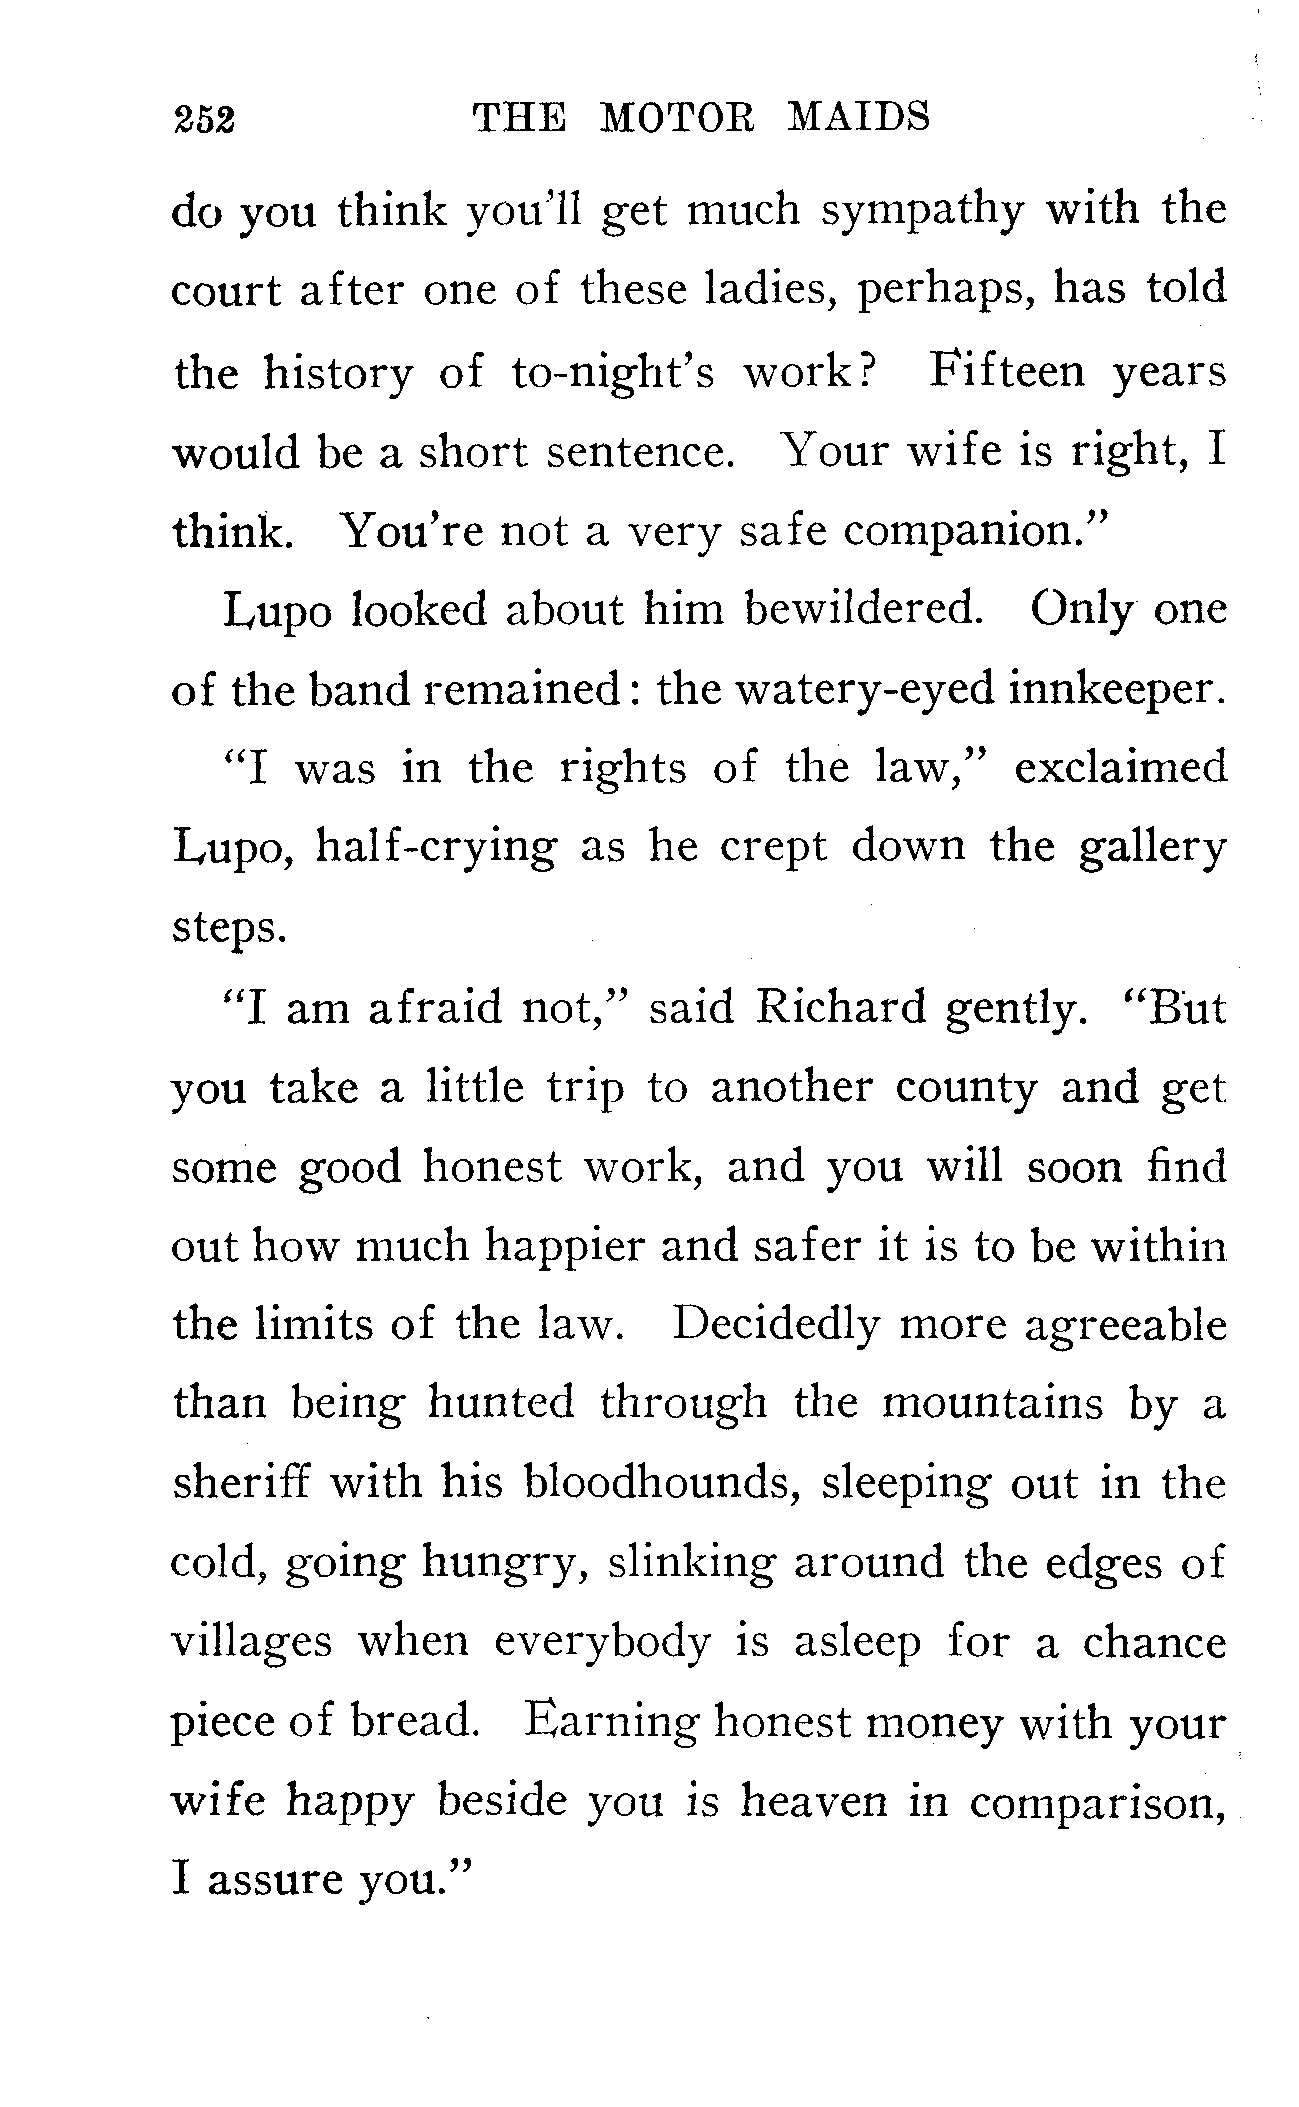 252 THE MOTOR MAIDS
do you think you'll get much sympathy with the
court after one of these ladies, perhaps, has told
the history of to-night's work? Fifteen years
would be a short sentence. Your wife is right, I
think. You're not a very safe companion.”
Lupo looked about him bewildered. Only one
of the band remained: the watery-eyed innkeeper.
“I was in the rights of the law,” exclaimed
Lupo, half-crying as he crept down the gallery
steps.
“I am afraid not,” said Richard gently. “But
you take a little trip to another county and get
some good honest work, and you will soon find
out how much happier and safer it is to be within
the limits of the law. Decidedly more agreeable
than being hunted through the mountains by a
sheriff with his bloodhounds, sleeping out in the
cold, going hungry, slinking around the edges of
villages when everybody is asleep for a chance
piece of bread. Earning honest money with your
wife happy beside you is heaven in comparison,
I assure you.”